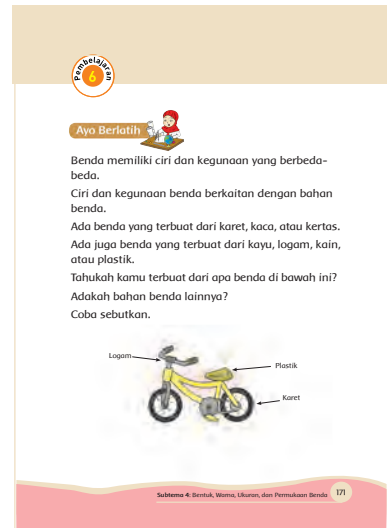 Pembelajaran
6
Ayo Berlatih
Benda memiliki ciri dan kegunaan yang berbeda-
beda.
Ciri dan kegunaan benda berkaitan dengan bahan
benda.
Ada benda yang terbuat dari karet, kaca, atau kertas.
Ada juga benda yang terbuat dari kayu, logam, kain,
atau plastik.
Tahukah kamu terbuat dari apa benda di bawah ini?
Adakah bahan benda lainnya?
Coba sebutkan.
Logam
Plastik
Karet
Subtema 4: Bentuk, Warna, Ukuran, dan Permukaan Benda 171